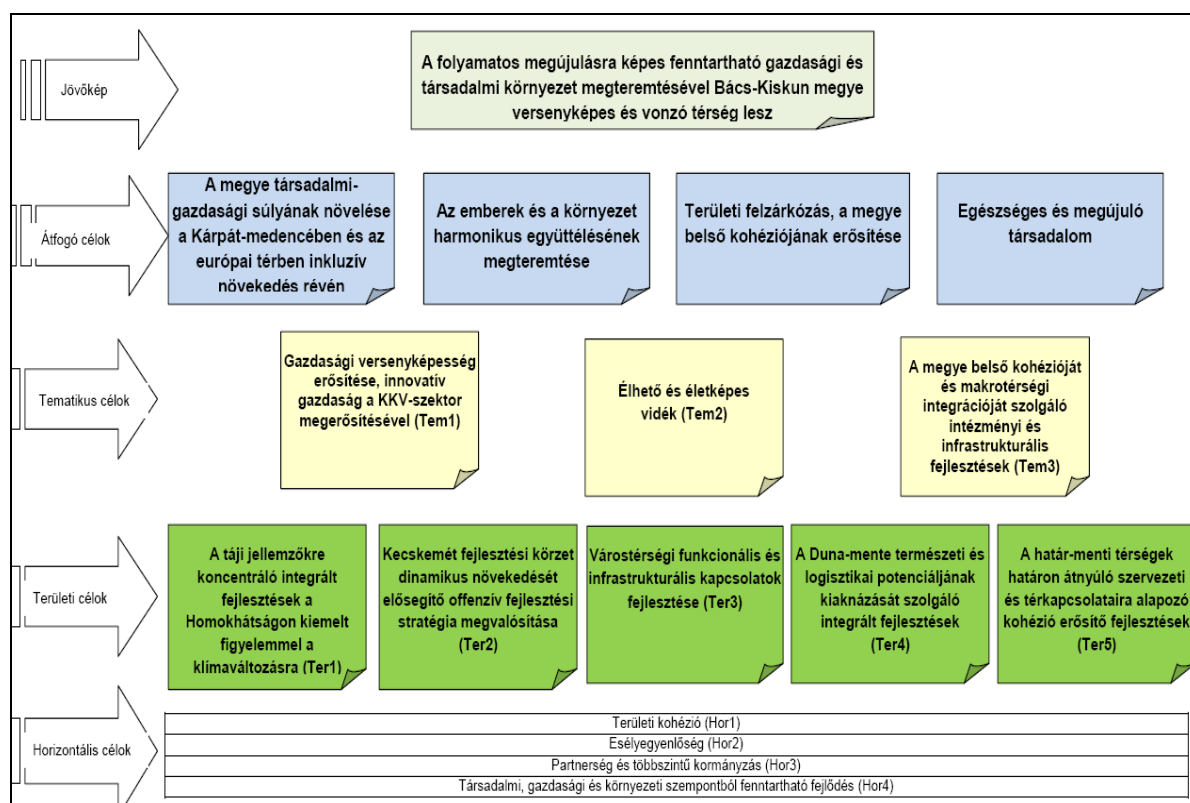 Jövőkép
A folyamatos megújulásra képes fenntartható gazdasági és
társadalmi környezet megteremtésével Bács-Kiskun megye
versenyképes és vonzó térség lesz
Átfogó célok
A megye társadalmi-
gazdasági súlyának növelése
a Kárpát-medencében és az
európai térben inkluzív
növekedés révén
Az emberek és a környezet
harmonikus együttélésének
megteremtése
Területi felzárkózás, a megye
belső kohéziójának erősítése
Egészséges és megújuló
társadalom
Tematikus célok
Gazdasági versenyképesség
erősítése, innovatív
gazdaság a KKV-szektor
megerősítésével (Tem1)
Élhető és életképes
vidék (Tem2)
A megye belső kohézióját
és makrotérségi
integrációját szolgáló
intézményi és
infrastrukturális
fejlesztések (Tem3)
Területi célok
A táji jellemzőkre
koncentráló integrált
fejlesztések a
Homokhátságon kiemelt
figyelemmel a
klímaváltozásra (Ter1)
Kecskemét fejlesztési körzet
dinamikus növekedését
elősegítő offenzív fejlesztési
stratégia megvalósítása
(Ter2)
Várostérségi funkcionális és
infrastrukturális kapcsolatok
fejlesztése (Ter3)
A Duna-mente természeti és
logisztikai potenciáljának
kiaknázását szolgáló
integrált fejlesztések
(Ter4)
A határ-menti térségek
határon átnyúló szervezeti
és térkapcsolataira alapozó
kohézió erősítő fejlesztések
(Ter5)
Horizontális célok
Területi kohézió (Hor1)
Esélyegyenlőség (Hor2)
Partnerség és többszintű kormányzás (Hor3)
Társadalmi, gazdasági és környezeti szempontból fenntartható fejlődés (Hor4)